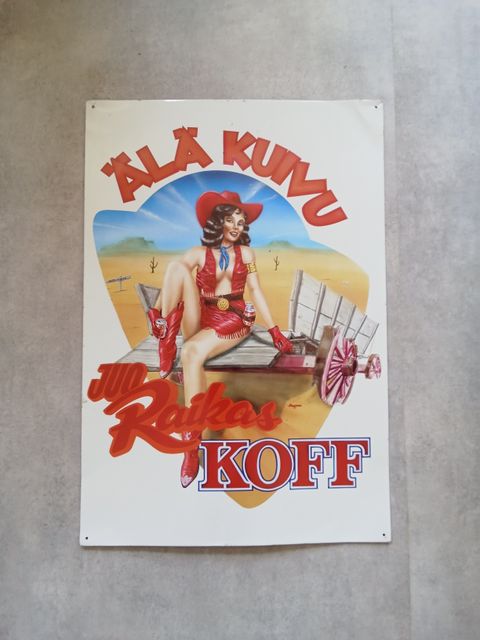 ÄLÄ KUIVU
JUO
Raikas
KOFF